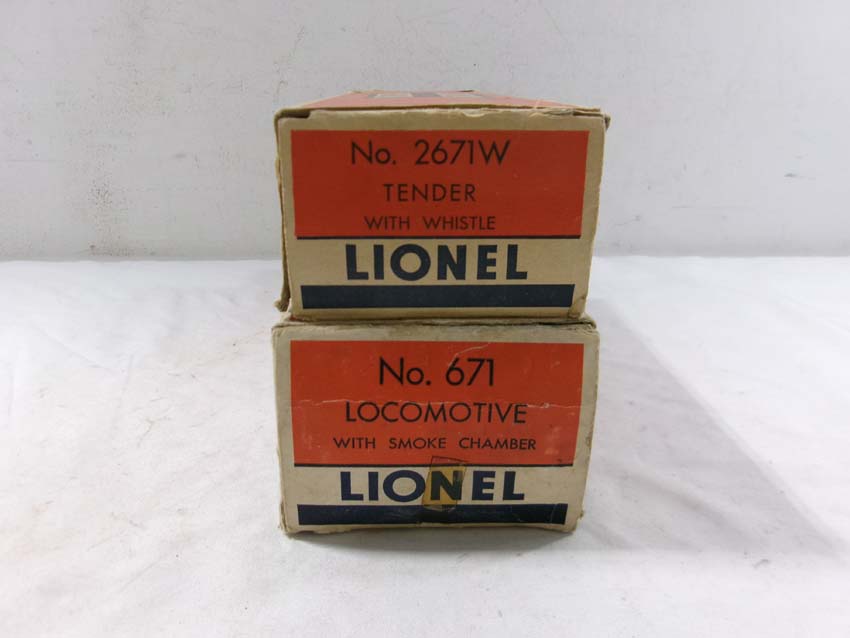 No. 2671W
TENDER
WITH WHISTLE
LIONEL
No. 671
LOCOMOTIVE
WITH SMOKE CHAMBER
LIONEL